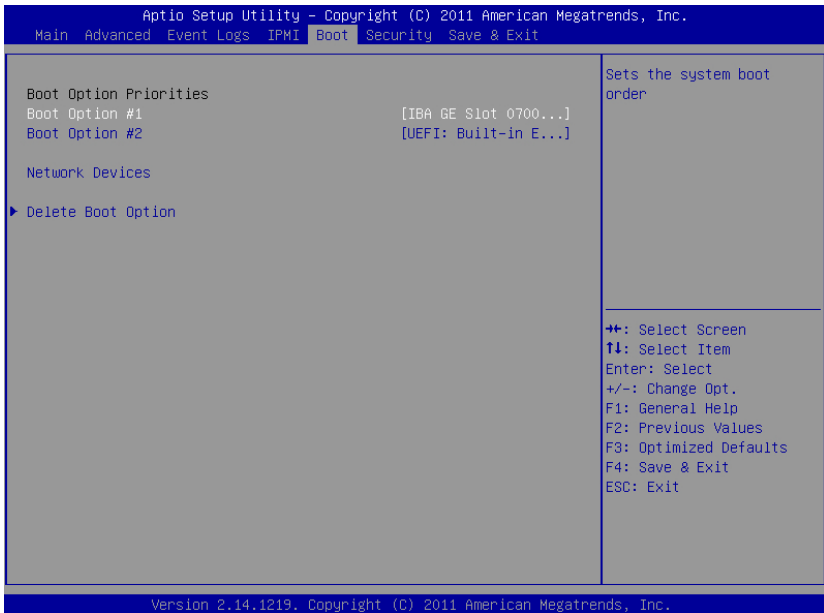 Aptio Setup Utility – Copyright (C) 2011 American Megatrends, Inc.
Main Advanced Event Logs IPMI Boot Security Save & Exit
Boot Option Priorities
Boot Option #1 [IBA GE Slot 0700...]
Boot Option #2 [UEFI: Built-in E...]
Network Devices
▶ Delete Boot Option
Sets the system boot
order
→←: Select Screen
↑↓: Select Item
Enter: Select
+/-: Change Opt.
F1: General Help
F2: Previous Values
F3: Optimized Defaults
F4: Save & Exit
ESC: Exit
Version 2.14.1219. Copyright (C) 2011 American Megatrends, Inc.